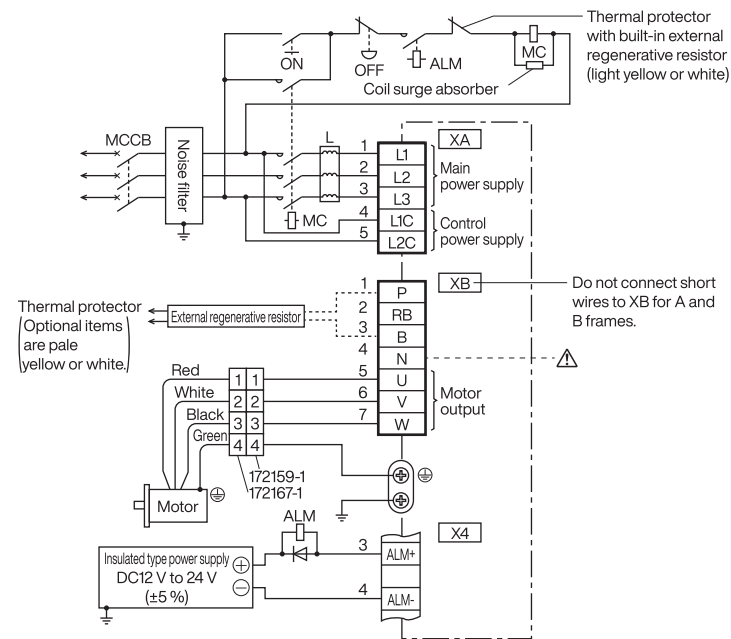 Thermal protector
with built-in external
regenerative resistor
(light yellow or white)
ON
OFF
ALM
MC
Coil surge absorber
MCCB
Noise filter
L
MC
XA
1 L1
2 L2
3 L3
4 L1C
5 L2C
Main
power supply
Control
power supply
XB
Do not connect short
wires to XB for A and
B frames.
1 P
2 RB
3 B
4 N
5 U
6 V
7 W
Motor
output
Thermal protector
(Optional items
are pale
yellow or white.)
External regenerative resistor
Red
White
Black
Green
1 1
2 2
3 3
4 4
172159-1
172167-1
Motor
ALM
X4
Insulated type power supply
DC12 V to 24 V
(±5 %)
+
−
3 ALM+
4 ALM-